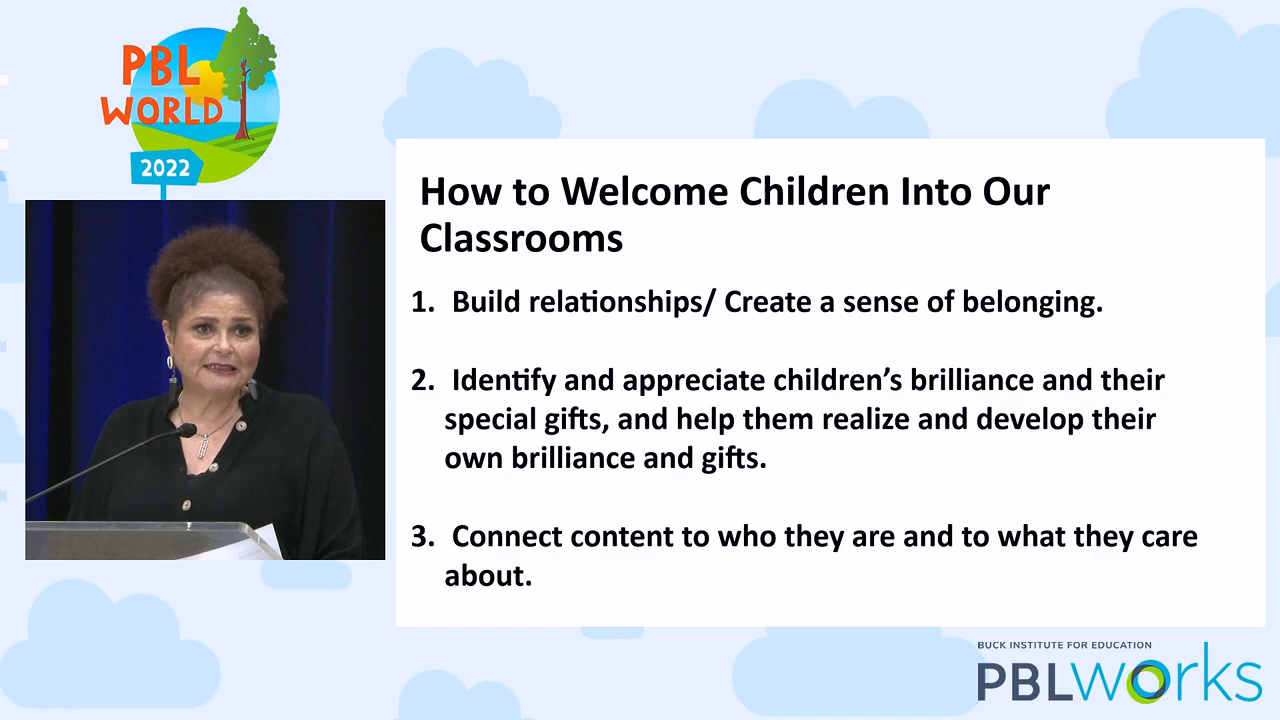 PBL
WORLD
2022
How to Welcome Children Into Our
Classrooms
1. Build relationships/ Create a sense of belonging.
2. Identify and appreciate children’s brilliance and their
special gifts, and help them realize and develop their
own brilliance and gifts.
3. Connect content to who they are and to what they care
about.
BUCK INSTITUTE FOR EDUCATION
PBLWorks